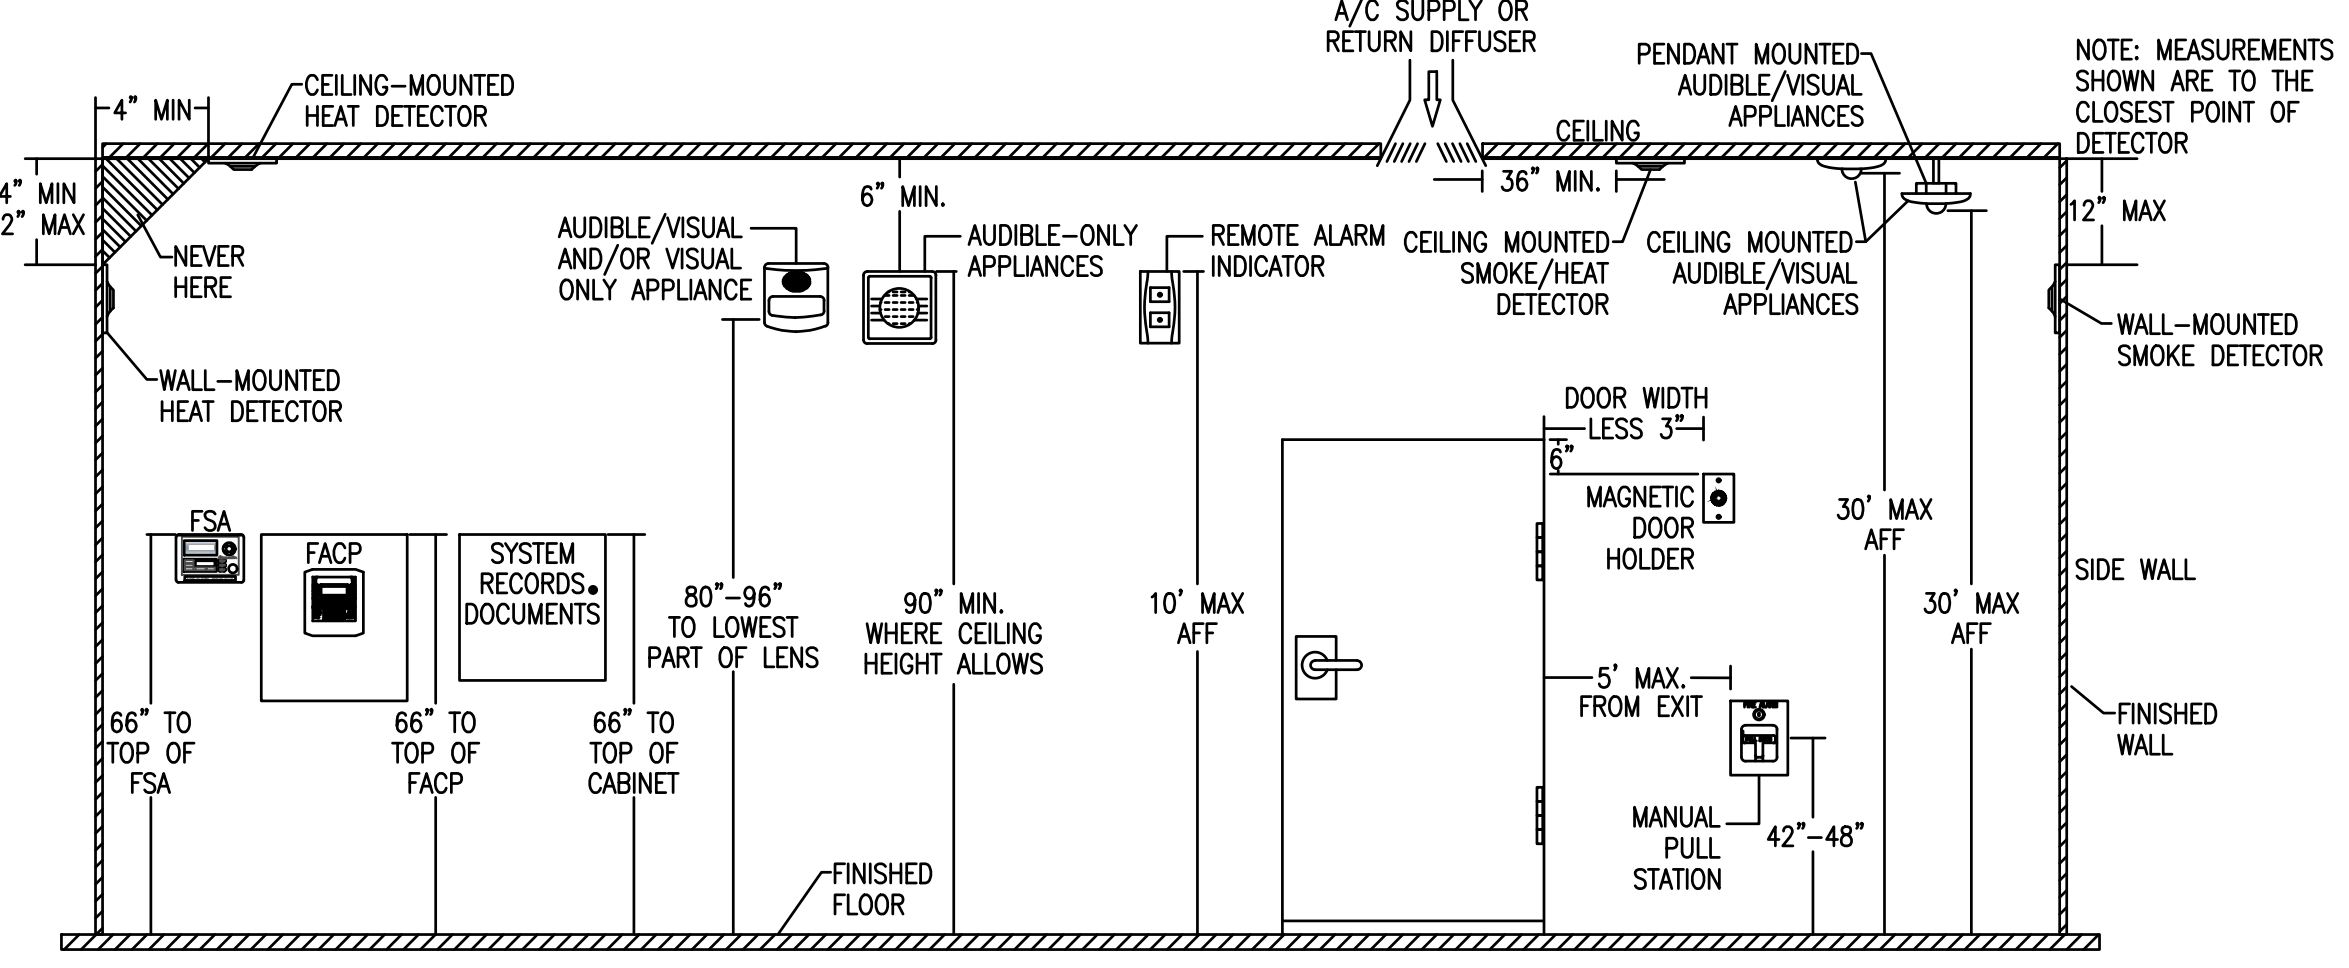 A/C SUPPLY OR
RETURN DIFFUSER
PENDANT MOUNTED
AUDIBLE/VISUAL
APPLIANCES
NOTE: MEASUREMENTS
SHOWN ARE TO THE
CLOSEST POINT OF
DETECTOR
CEILING-MOUNTED
HEAT DETECTOR
4” MIN
CEILING
4” MIN
2” MAX
6” MIN.
36” MIN.
12” MAX
NEVER
HERE
AUDIBLE/VISUAL
AND/OR VISUAL
ONLY APPLIANCE
AUDIBLE-ONLY
APPLIANCES
REMOTE ALARM
INDICATOR
CEILING MOUNTED
SMOKE/HEAT
DETECTOR
CEILING MOUNTED
AUDIBLE/VISUAL
APPLIANCES
WALL-MOUNTED
SMOKE DETECTOR
WALL-MOUNTED
HEAT DETECTOR
DOOR WIDTH
LESS 3”
6”
MAGNETIC
DOOR
HOLDER
30’ MAX
AFF
FSA
FACP
SYSTEM
RECORDS
DOCUMENTS
80”-96”
TO LOWEST
PART OF LENS
90” MIN.
WHERE CEILING
HEIGHT ALLOWS
10’ MAX
AFF
30’ MAX
AFF
SIDE WALL
5’ MAX.
FROM EXIT
66” TO
TOP OF
FSA
66” TO
TOP OF
FACP
66” TO
TOP OF
CABINET
FINISHED
WALL
MANUAL
PULL
STATION
42”-48”
FINISHED
FLOOR